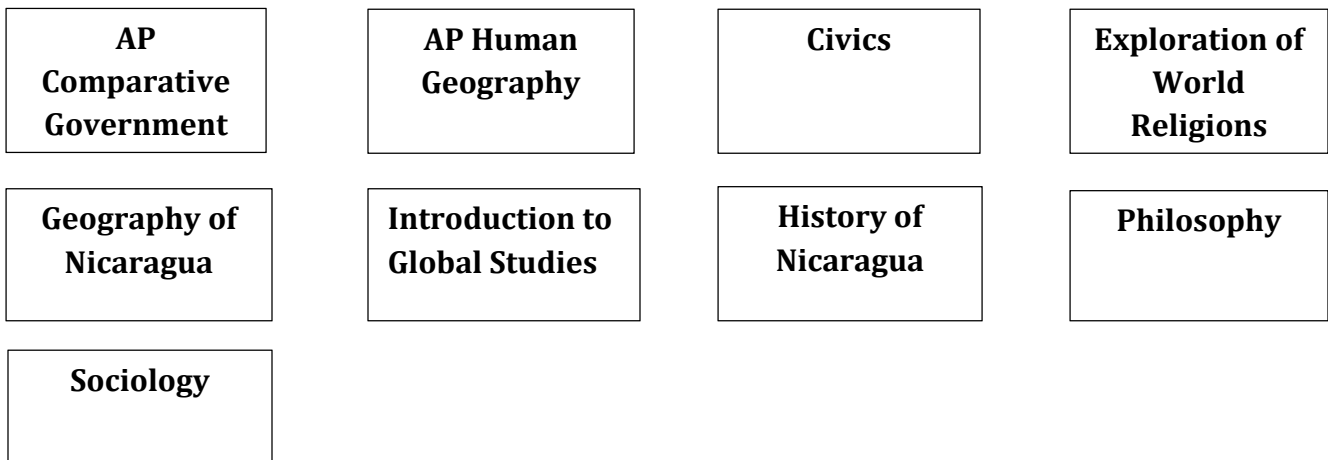 AP
Comparative
Government
AP Human
Geography
Civics
Exploration of
World
Religions
Geography of
Nicaragua
Introduction to
Global Studies
History of
Nicaragua
Philosophy
Sociology